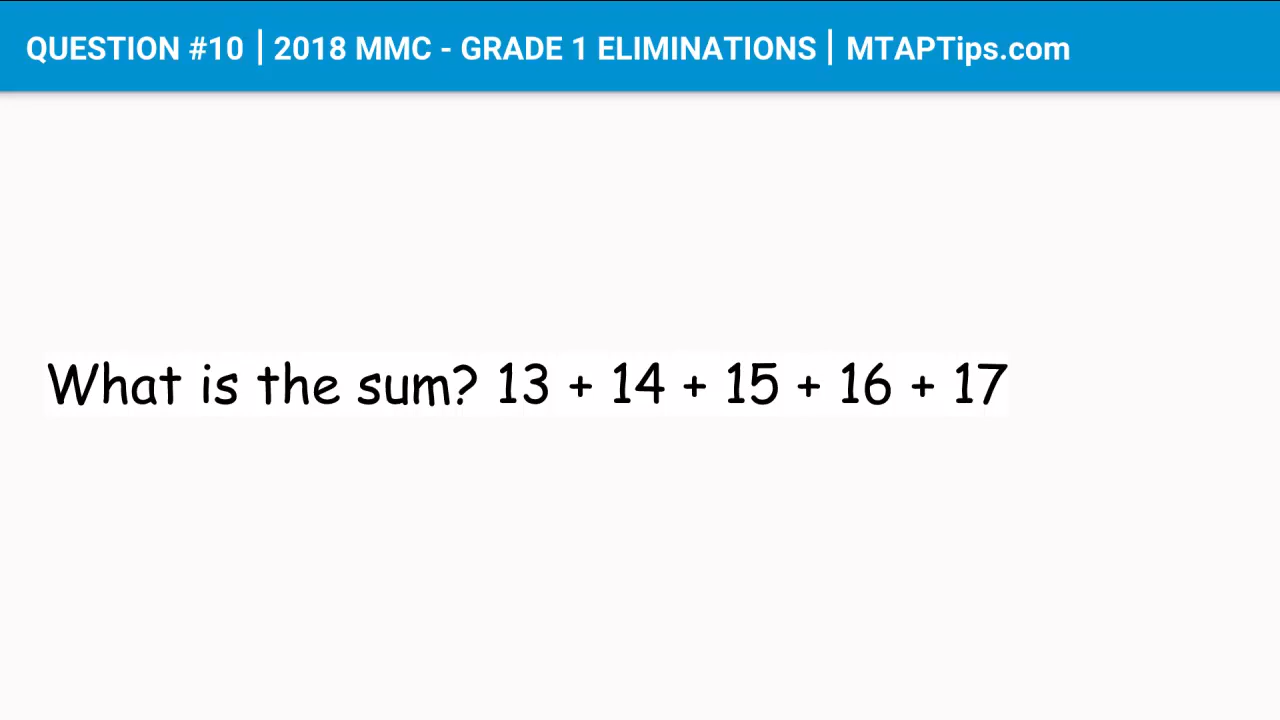 QUESTION #10 | 2018 MMC - GRADE 1 ELIMINATIONS | MTAPTips.com
What is the sum? 13 + 14 + 15 + 16 + 17